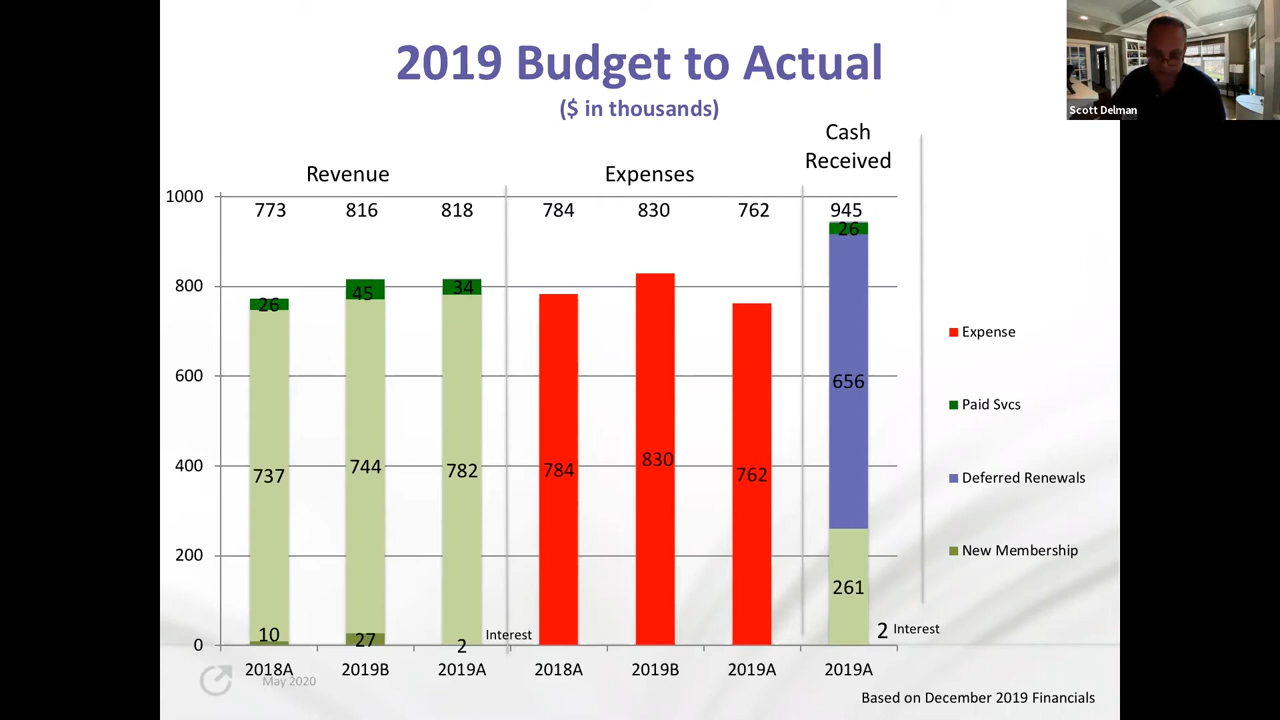 2019 Budget to Actual
($ in thousands)
Scott Delman
Revenue
Expenses
Cash
Received
1000
800
600
400
200
0
773
816
818
784
830
762
945
26
45
34
26
737
744
782
784
830
762
656
261
10
27
2
Interest
2 Interest
2018A
2019B
2019A
2018A
2019B
2019A
2019A
Expense
Paid Svcs
Deferred Renewals
New Membership
May 2020
Based on December 2019 Financials